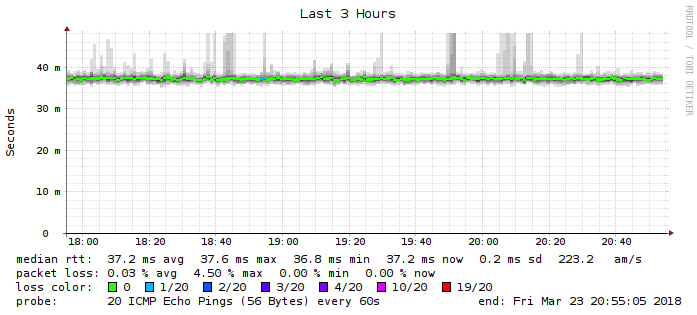 Last 3 Hours
RRDTOOL / TOBI OETIKER
Seconds
40 m
30 m
20 m
10 m
0
18:00 18:20 18:40 19:00 19:20 19:40 20:00 20:20 20:40
median rtt: 37.2 ms avg 37.6 ms max 36.8 ms min 37.2 ms now 0.2 ms sd 223.2 am/s
packet loss: 0.03 % avg 4.50 % max 0.00 % min 0.00 % now
loss color: 0 1/20 2/20 3/20 4/20 10/20 19/20
probe: 20 ICMP Echo Pings (56 Bytes) every 60s end: Fri Mar 23 20:55:05 2018